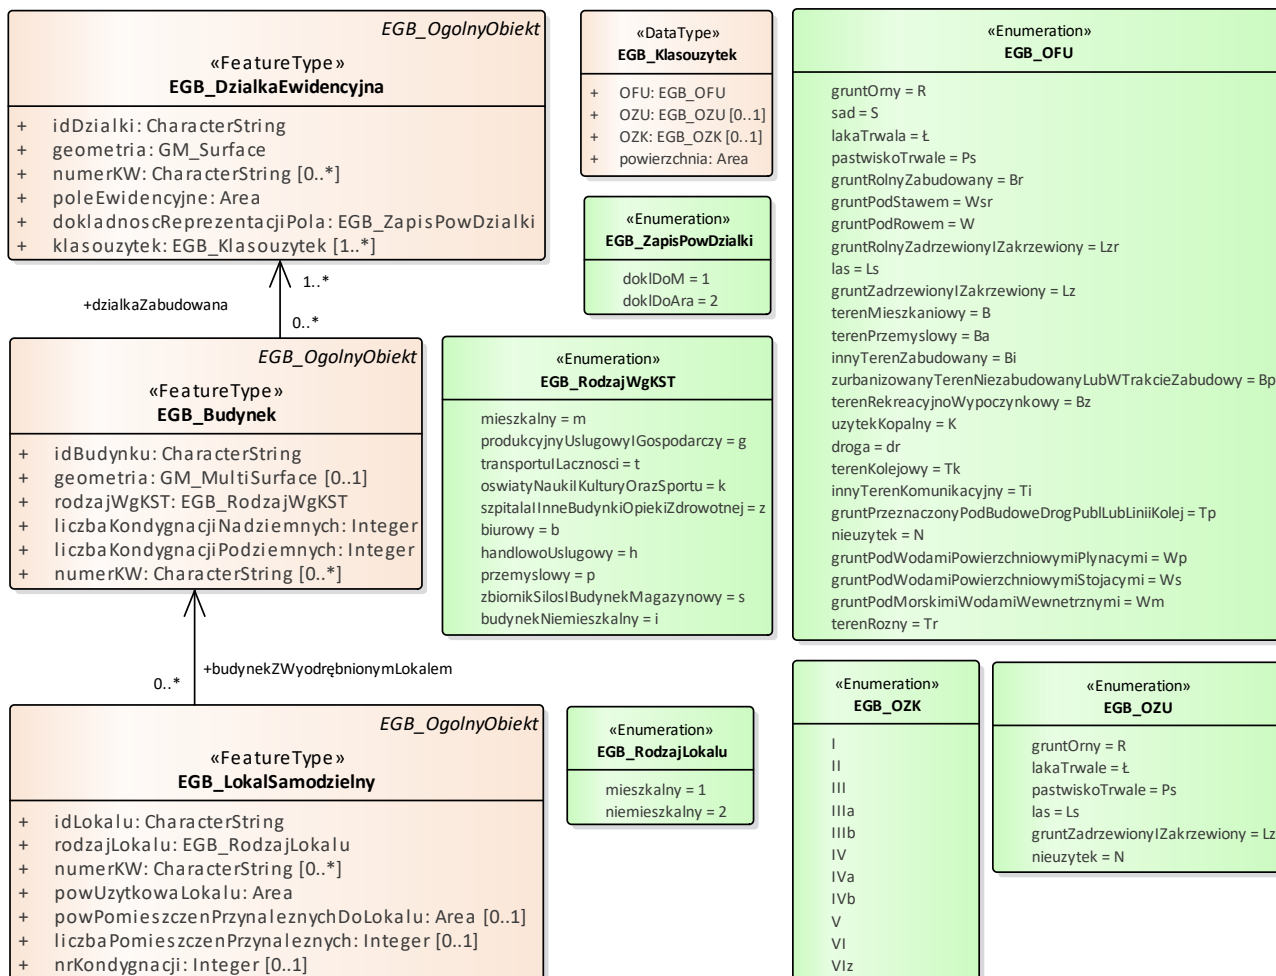 EGB_OgolnyObiekt
«FeatureType»
EGB_DzialkaEwidencyjna
+ idDzialki: CharacterString
+ geometria: GM_Surface
+ numerKW: CharacterString [0..*]
+ poleEwidencyjne: Area
+ dokladnoscReprezentacjiPola: EGB_ZapisPowDzialki
+ klasouzytek: EGB_Klasouzytek [1..*]
1..*
+dzialkaZabudowana
0..*
EGB_OgolnyObiekt
«FeatureType»
EGB_Budynek
+ idBudynku: CharacterString
+ geometria: GM_MultiSurface [0..1]
+ rodzajWgKST: EGB_RodzajWgKST
+ liczbaKondygnacjiNadziemnych: Integer
+ liczbaKondygnacjiPodziemnych: Integer
+ numerKW: CharacterString [0..*]
+budynekZWyodrębnionymLokalem
0..*
EGB_OgolnyObiekt
«FeatureType»
EGB_LokalSamodzielny
+ idLokalu: CharacterString
+ rodzajLokalu: EGB_RodzajLokalu
+ numerKW: CharacterString [0..*]
+ powUzytkowaLokalu: Area
+ powPomieszczenPrzynaleznychDoLokalu: Area [0..1]
+ liczbaPomieszczenPrzynaleznych: Integer [0..1]
+ nrKondygnacji: Integer [0..1]
«DataType»
EGB_Klasouzytek
+ OFU: EGB_OFU
+ OZU: EGB_OZU [0..1]
+ OZK: EGB_OZK [0..1]
+ powierzchnia: Area
«Enumeration»
EGB_ZapisPowDzialki
doklDoM = 1
doklDoAra = 2
«Enumeration»
EGB_RodzajWgKST
mieszkalny = m
produkcyjnyUslugowyIGospodarczy = g
transportuILacznosci = t
oswiatyNaukiIKulturyOrazSportu = k
szpitalaIInneBudynkiOpiekiZdrowotnej = z
biurowy = b
handlowoUslugowy = h
przemyslowy = p
zbiornikSilosIBudynekMagazynowy = s
budynekNiemieszkalny = i
«Enumeration»
EGB_RodzajLokalu
mieszkalny = 1
niemieszkalny = 2
«Enumeration»
EGB_OFU
gruntOrny = R
sad = S
lakaTrwala = Ł
pastwiskoTrwale = Ps
gruntRolnyZabudowany = Br
gruntPodStawem = Wsr
gruntPodRowem = W
gruntRolnyZadrzewionyIZakrzewiony = Lzr
las = Ls
gruntZadrzewionyIZakrzewiony = Lz
terenMieszkaniowy = B
terenPrzemyslowy = Ba
innyTerenZabudowany = Bi
zurbanizowanyTerenNiezabudowanyLubWTrakcieZabudowy = Bp
terenRekreacyjnoWypoczynkowy = Bz
uzytekKopalny = K
droga = dr
terenKolejowy = Tk
innyTerenKomunikacyjny = Ti
gruntPrzeznaczonyPodBudoweDrogPublLubLiniiKolej = Tp
nieuzytek = N
gruntPodWodamiPowierzchniowymiPlynacymi = Wp
gruntPodWodamiPowierzchniowymiStojacymi = Ws
gruntPodMorskimiWodamiWewnetrznymi = Wm
terenRozny = Tr
«Enumeration»
EGB_OZK
I
II
III
IIIa
IIIb
IV
IVa
IVb
V
VI
VIz
«Enumeration»
EGB_OZU
gruntOrny = R
lakaTrwale = Ł
pastwiskoTrwale = Ps
las = Ls
gruntZadrzewionyIZakrzewiony = Lz
nieuzytek = N